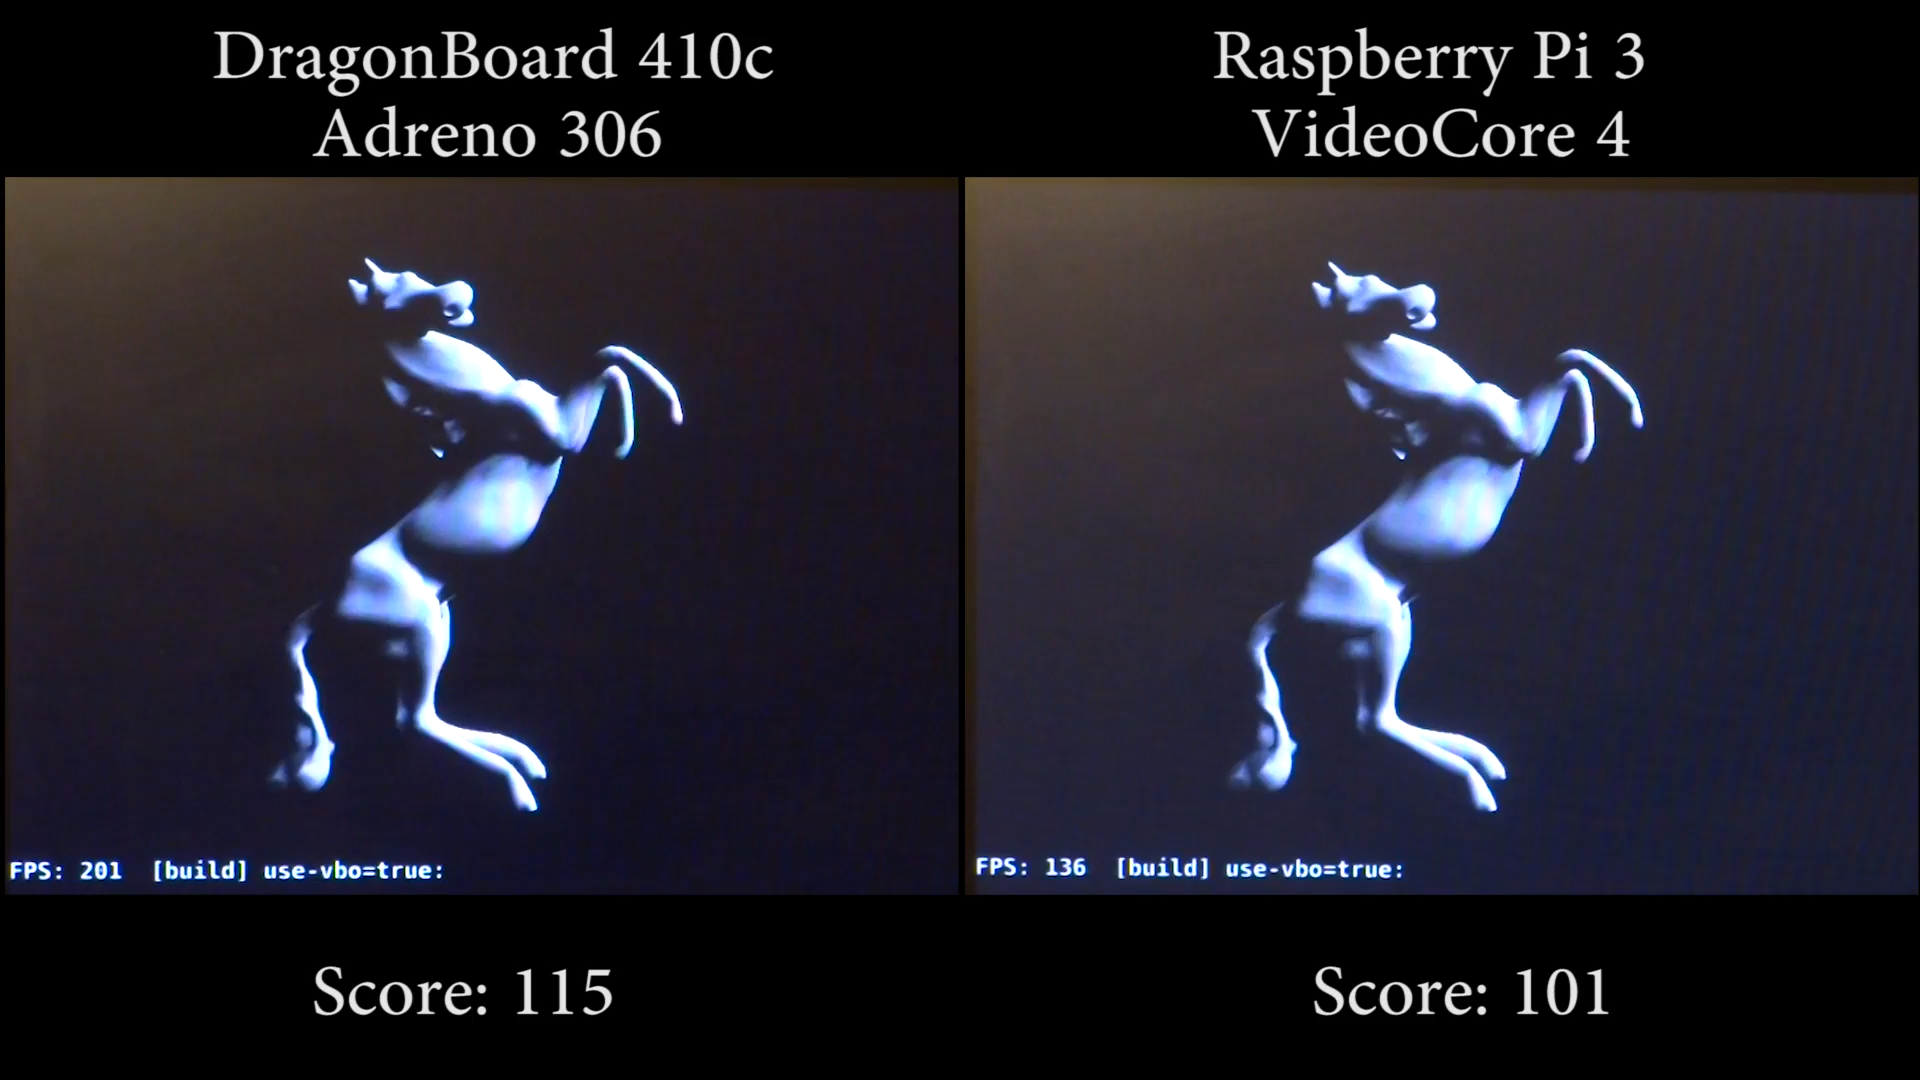 DragonBoard 410c
Adreno 306
Raspberry Pi 3
VideoCore 4
FPS: 201 [build] use-vbo=true:
FPS: 136 [build] use-vbo=true:
Score: 115
Score: 101